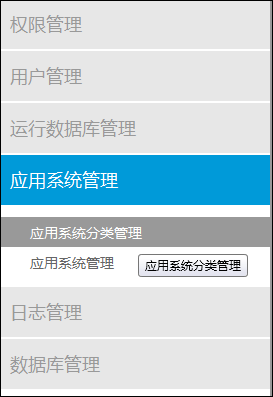 权限管理
用户管理
运行数据库管理
应用系统管理
应用系统分类管理
应用系统管理 应用系统分类管理
日志管理
数据库管理